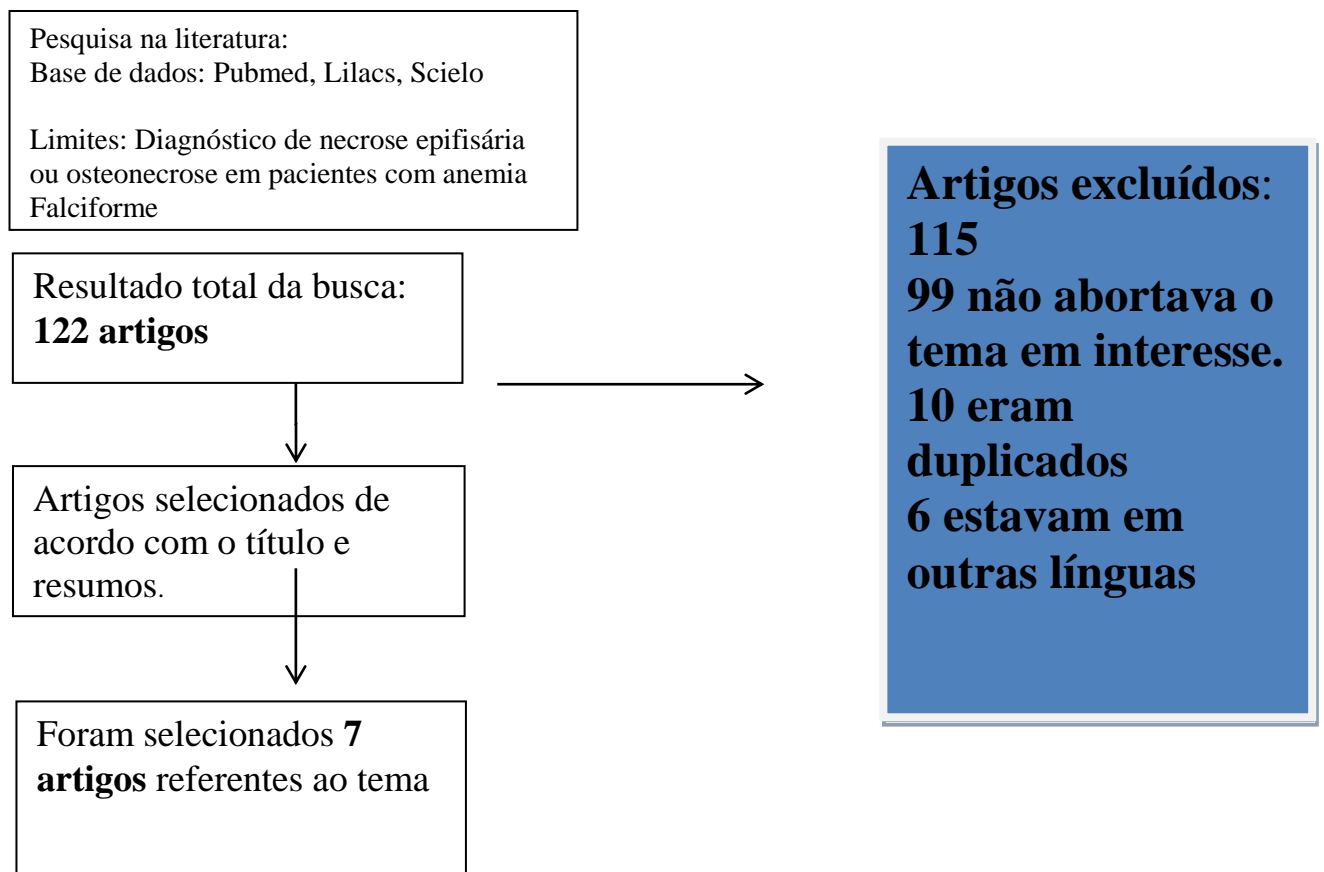 Pesquisa na literatura:
Base de dados: Pubmed, Lilacs, Scielo
Limites: Diagnóstico de necrose epifisária
ou osteonecrose em pacientes com anemia
Falciforme
Resultado total da busca:
122 artigos
Artigos selecionados de
acordo com o título e
resumos.
Foram selecionados 7
artigos referentes ao tema
Artigos excluídos:
115
99 não abortava o
tema em interesse.
10 eram
duplicados
6 estavam em
outras línguas